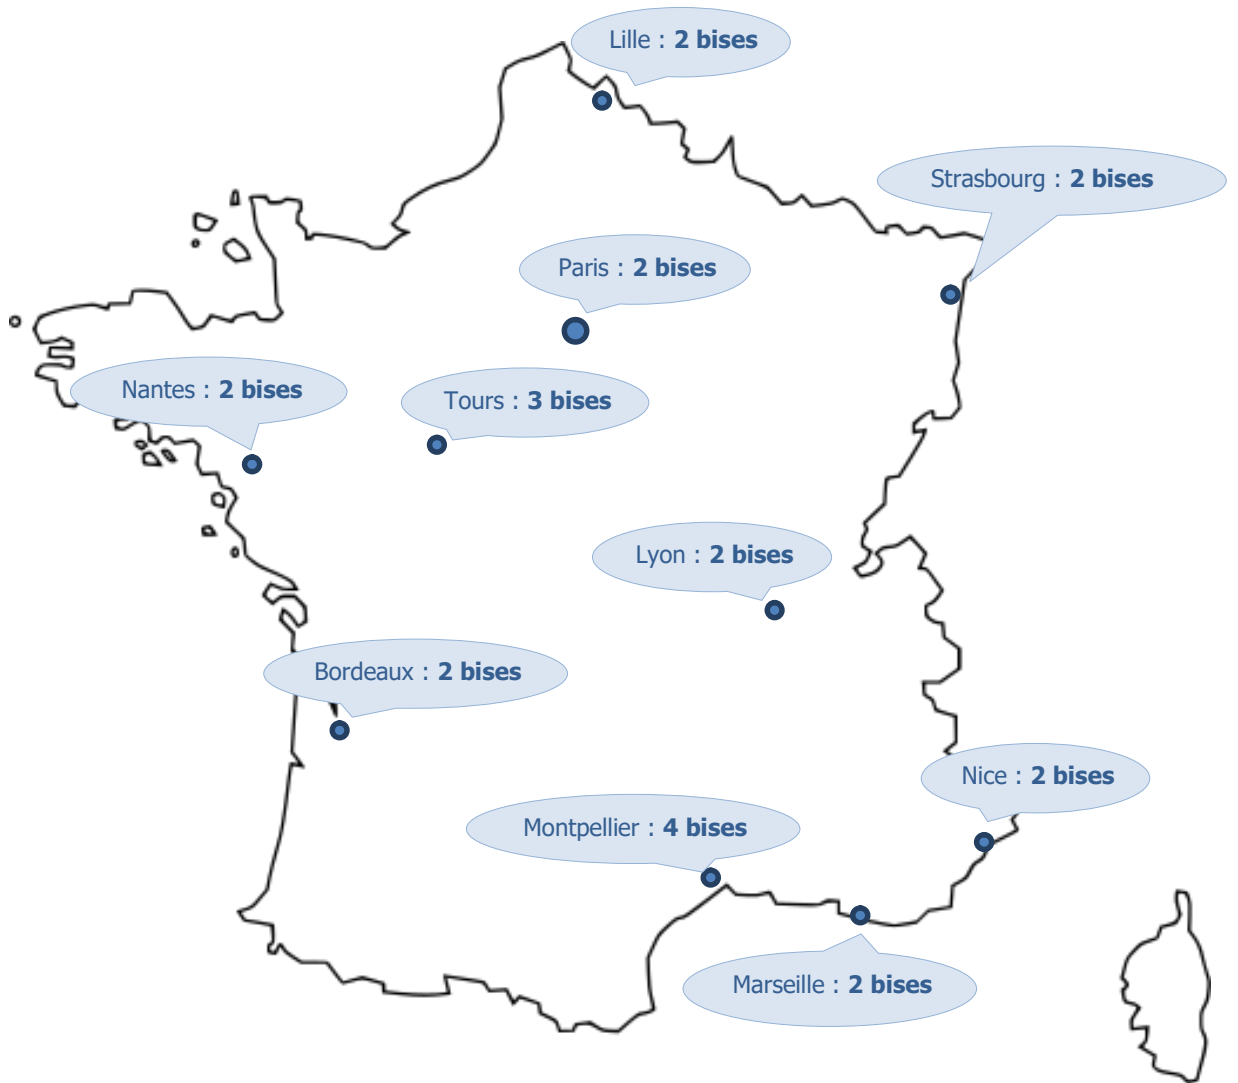 Lille : 2 bises
Strasbourg : 2 bises
Paris : 2 bises
Nantes : 2 bises
Tours : 3 bises
Lyon : 2 bises
Bordeaux : 2 bises
Nice : 2 bises
Montpellier : 4 bises
Marseille : 2 bises